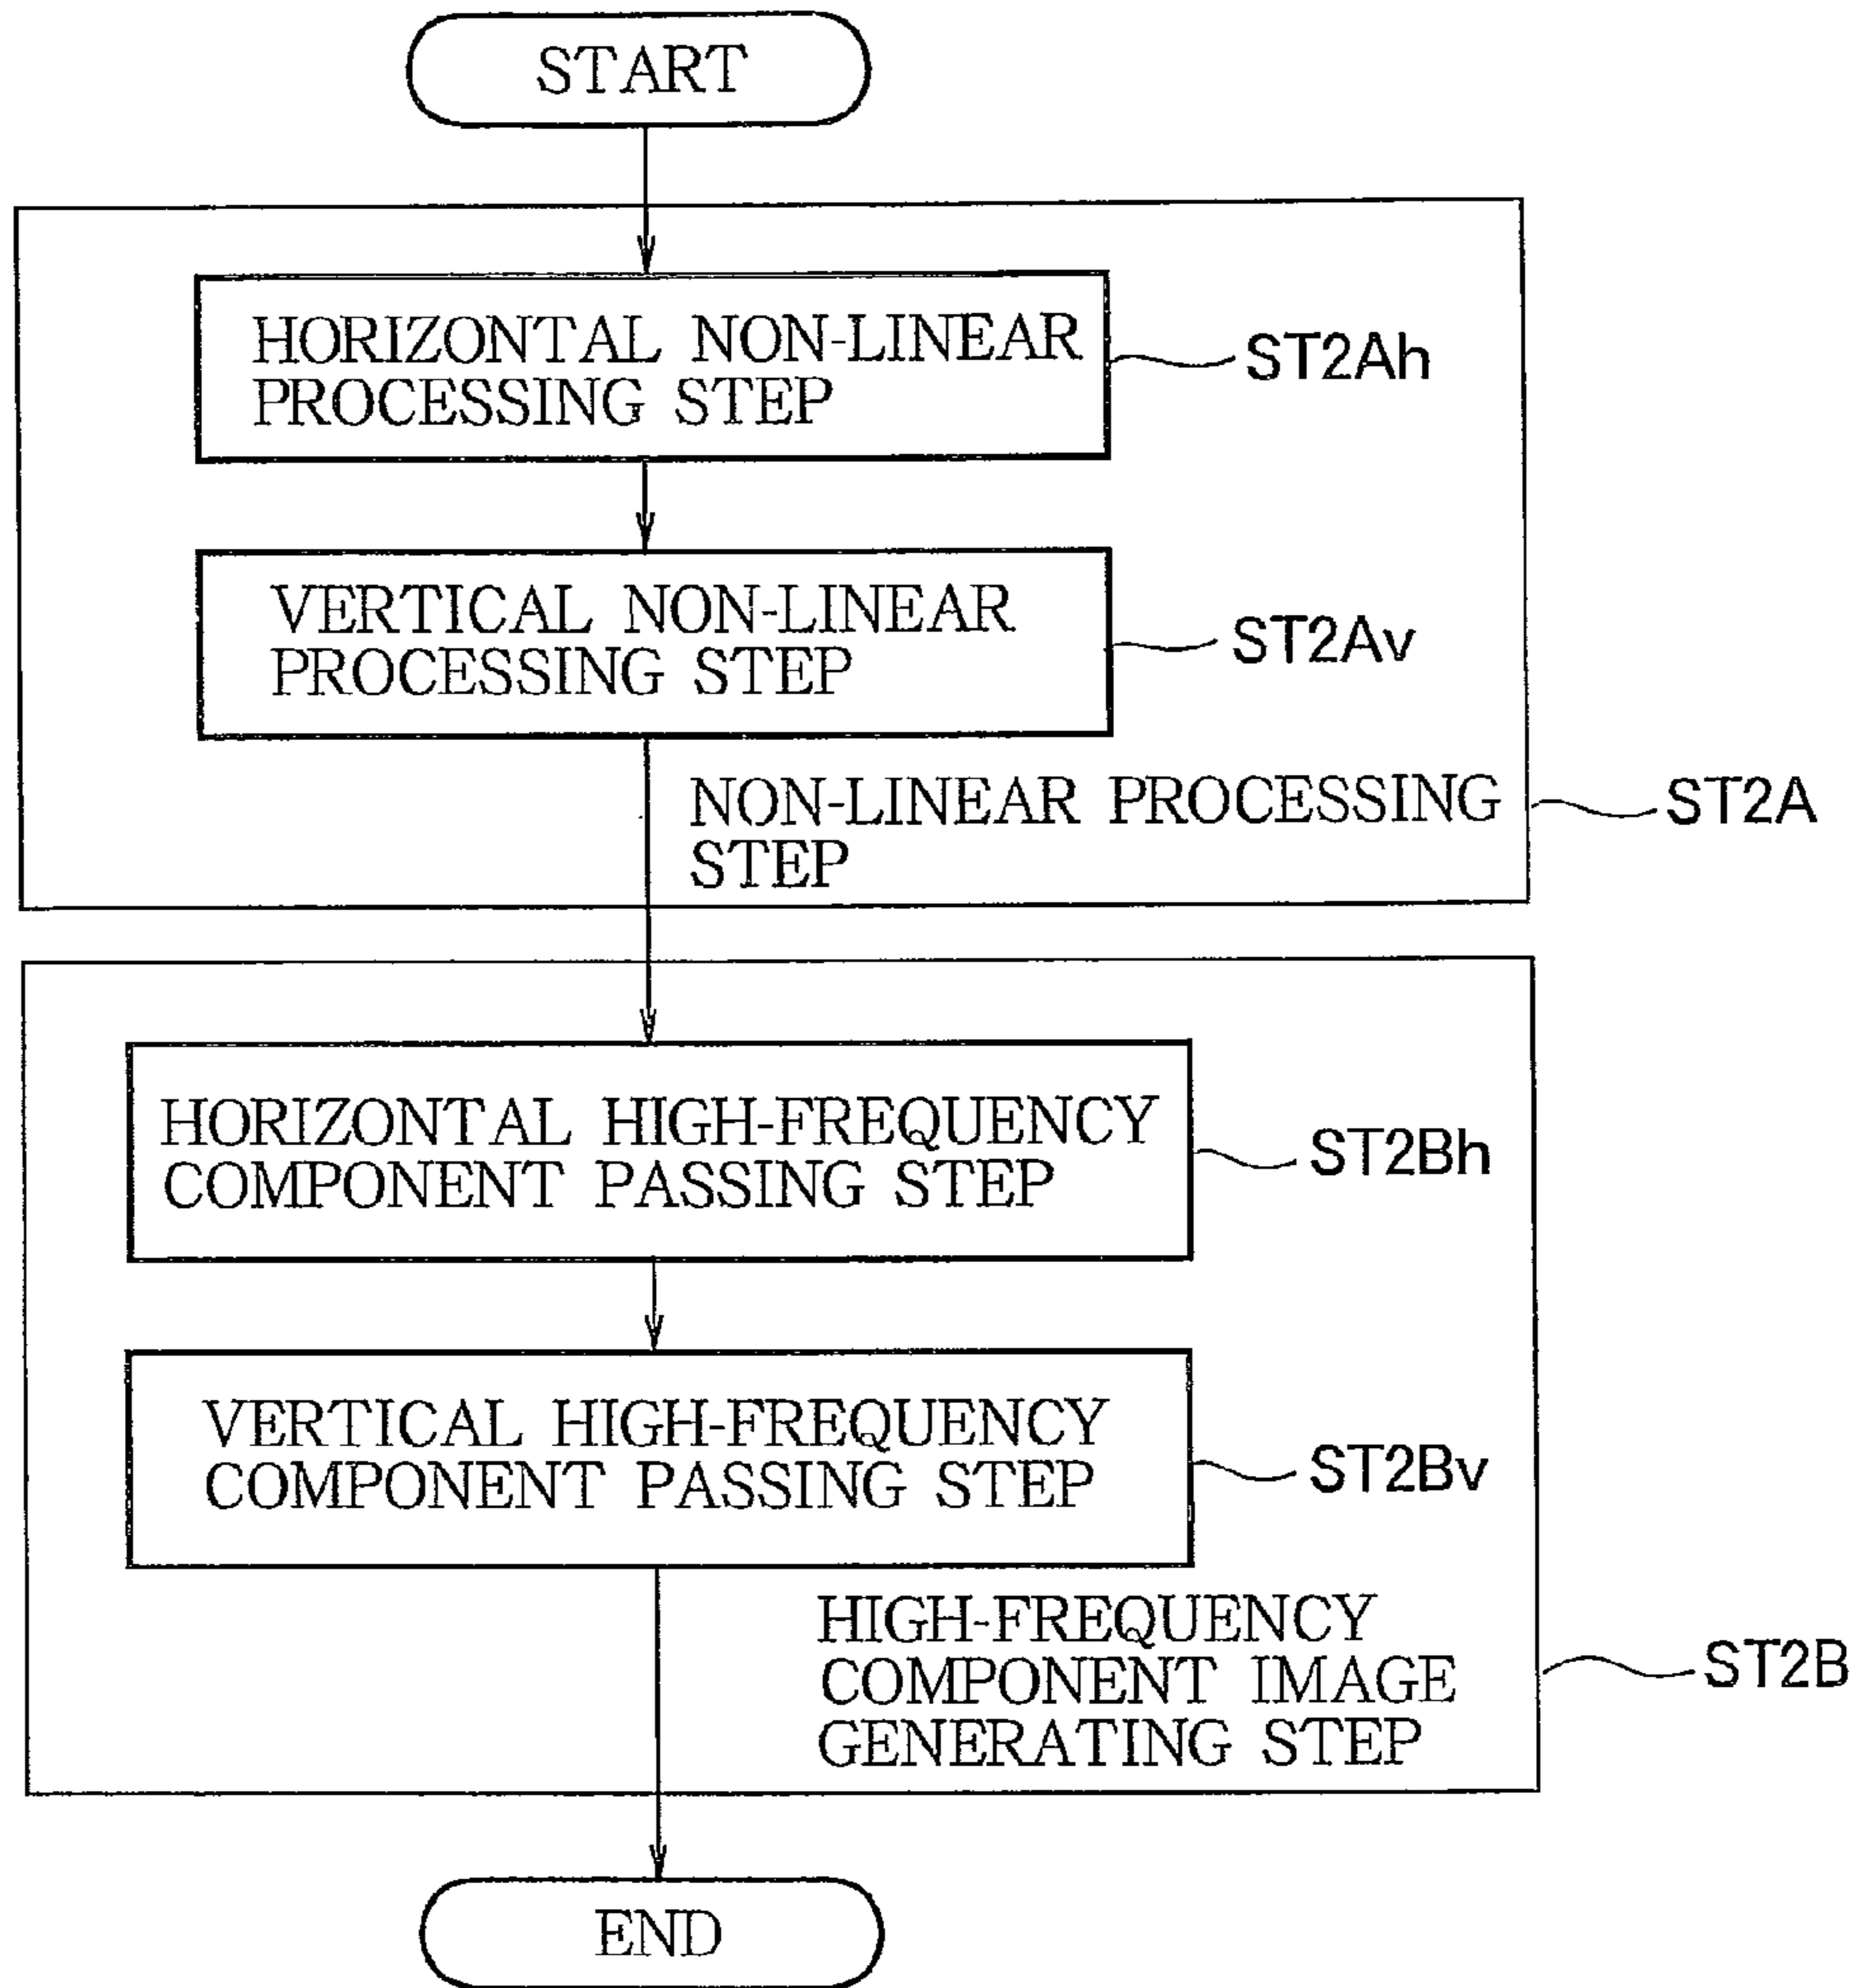 START
HORIZONTAL NON-LINEAR
PROCESSING STEP
ST2Ah
VERTICAL NON-LINEAR
PROCESSING STEP
ST2Av
NON-LINEAR PROCESSING
STEP
ST2A
HORIZONTAL HIGH-FREQUENCY
COMPONENT PASSING STEP
ST2Bh
VERTICAL HIGH-FREQUENCY
COMPONENT PASSING STEP
ST2Bv
HIGH-FREQUENCY
COMPONENT IMAGE
GENERATING STEP
ST2B
END